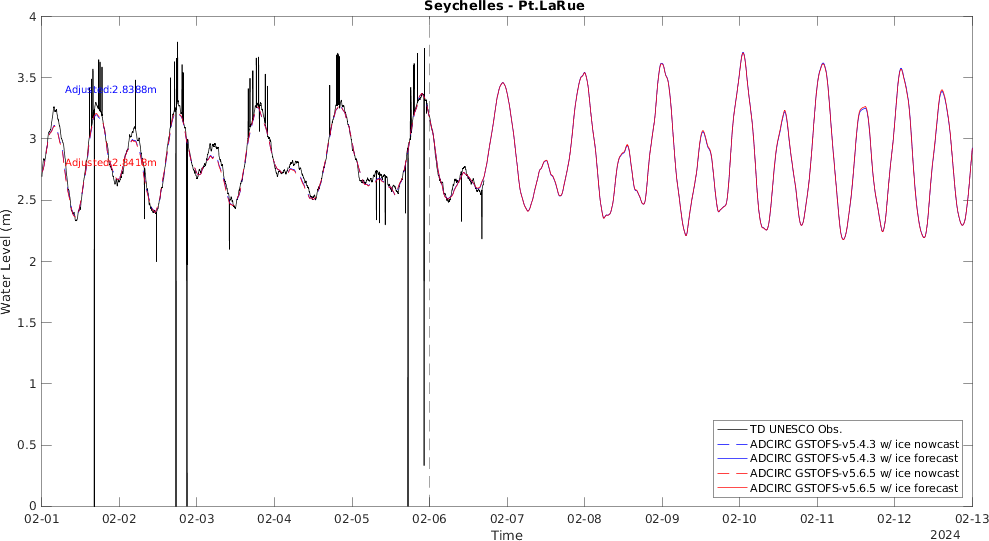 Seychelles - Pt.LaRue
4
3.5
3
2.5
2
1.5
1
0.5
0
Water Level (m)
Adjusted:2.8388m
Adjusted:2.8418m
TD UNESCO Obs.
ADCIRC GSTOFS-v5.4.3 w/ ice nowcast
ADCIRC GSTOFS-v5.4.3 w/ ice forecast
ADCIRC GSTOFS-v5.6.5 w/ ice nowcast
ADCIRC GSTOFS-v5.6.5 w/ ice forecast
02-01 02-02 02-03 02-04 02-05 02-06 02-07 02-08 02-09 02-10 02-11 02-12 02-13
Time
2024